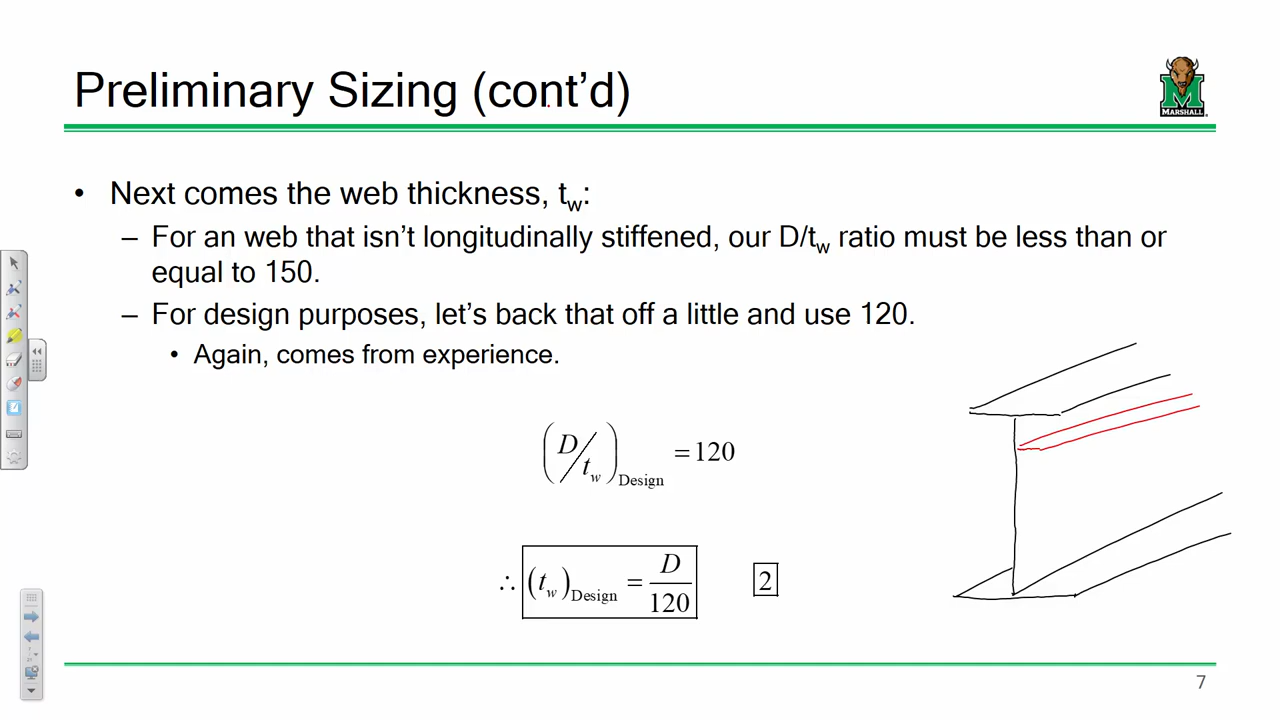 Preliminary Sizing (cont’d)
MARSHALL
• Next comes the web thickness, tw:
– For an web that isn’t longitudinally stiffened, our D/tw ratio must be less than or
equal to 150.
– For design purposes, let’s back that off a little and use 120.
• Again, comes from experience.
(D/tw)Design = 120
∴ (tw)Design = D/120 2
7